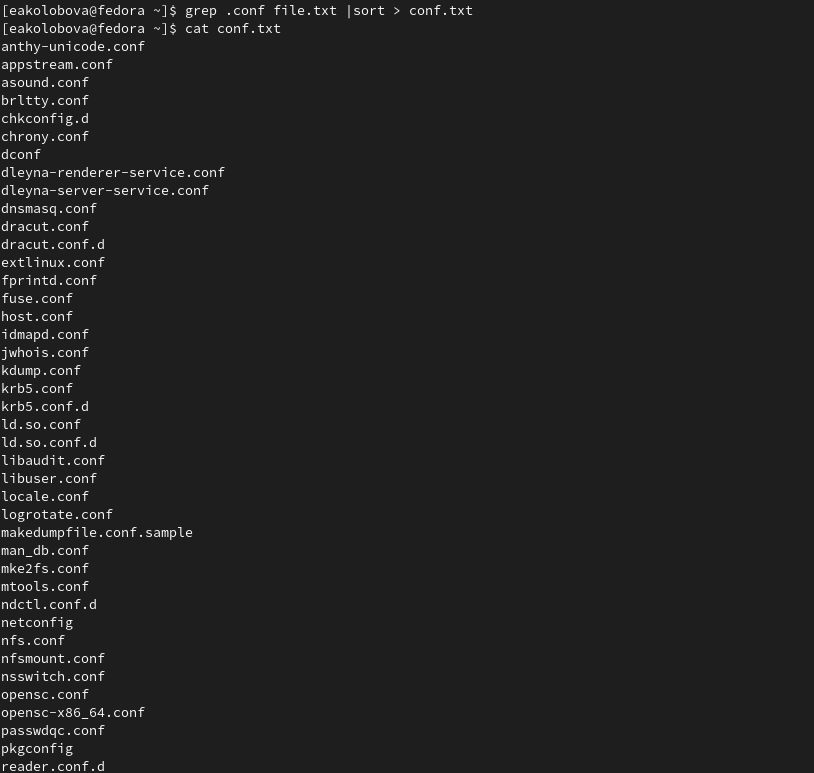 [eakolobova@fedora ~]$ grep .conf file.txt |sort > conf.txt
[eakolobova@fedora ~]$ cat conf.txt
anthy-unicode.conf
appstream.conf
asound.conf
brltty.conf
chkconfig.d
chrony.conf
dconf
dleyna-renderer-service.conf
dleyna-server-service.conf
dnsmasq.conf
dracut.conf
dracut.conf.d
extlinux.conf
fprintd.conf
fuse.conf
host.conf
idmapd.conf
jwhois.conf
kdump.conf
krb5.conf
krb5.conf.d
ld.so.conf
ld.so.conf.d
libaudit.conf
libuser.conf
locale.conf
logrotate.conf
makedumpfile.conf.sample
man_db.conf
mke2fs.conf
mtools.conf
ndctl.conf.d
netconfig
nfs.conf
nfsmount.conf
nsswitch.conf
opensc.conf
opensc-x86_64.conf
passwdqc.conf
pkgconfig
reader.conf.d